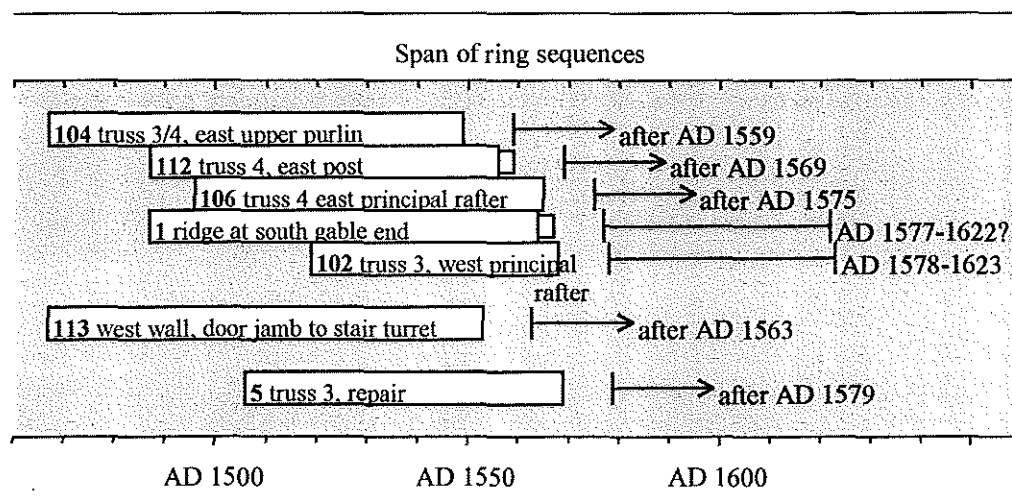 Span of ring sequences
104 truss 3/4, east upper purlin
after AD 1559
112 truss 4, east post
after AD 1569
106 truss 4 east principal rafter
after AD 1575
1 ridge at south gable end
AD 1577-1622?
102 truss 3, west principal
rafter
AD 1578-1623
113 west wall, door jamb to stair turret
after AD 1563
5 truss 3, repair
after AD 1579
AD 1500
AD 1550
AD 1600